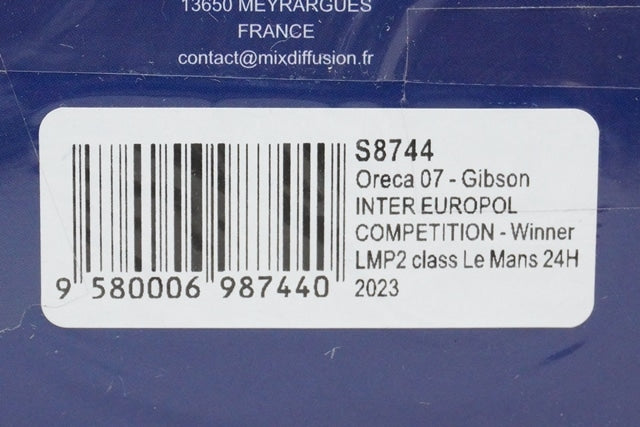 13650 MEYRARGUES
FRANCE
contact@mixdiffusion.fr
S8744
Oreca 07 - Gibson
INTER EUROPOL
COMPETITION - Winner
LMP2 class Le Mans 24H
2023
9 580006 987440